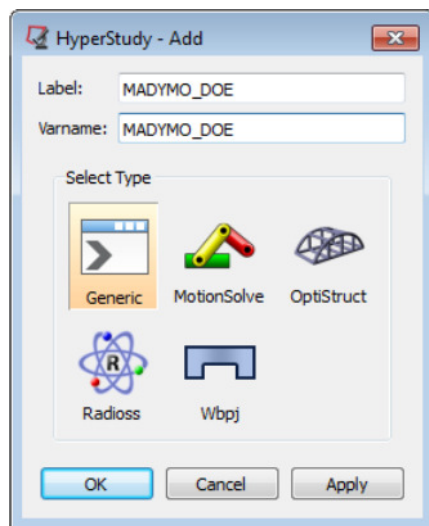 HyperStudy - Add
Label: MADYMO_DOE
Varname: MADYMO_DOE
Select Type
Generic MotionSolve OptiStruct
R
Radioss Wbpj
OK Cancel Apply